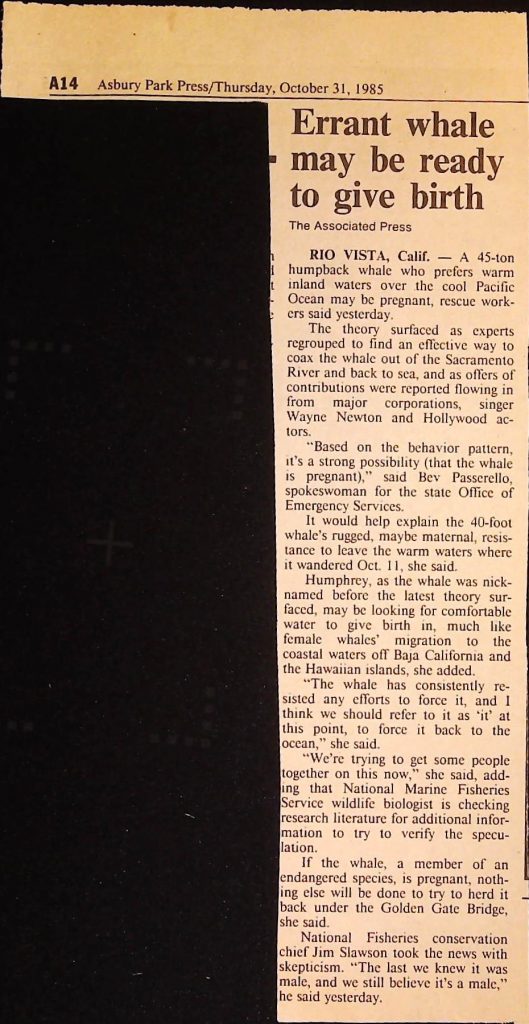 A14 Asbury Park Press/Thursday, October 31, 1985
Errant whale
may be ready
to give birth
The Associated Press
RIO VISTA, Calif. — A 45-ton
humpback whale who prefers warm
inland waters over the cool Pacific
Ocean may be pregnant, rescue work-
ers said yesterday.
The theory surfaced as experts
regrouped to find an effective way to
coax the whale out of the Sacramento
River and back to sea, and as offers of
contributions were reported flowing in
from major corporations, singer
Wayne Newton and Hollywood ac-
tors.
“Based on the behavior pattern,
it's a strong possibility (that the whale
is pregnant),” said Bev Passerello,
spokeswoman for the state Office of
Emergency Services.
It would help explain the 40-foot
whale's rugged, maybe maternal, resis-
tance to leave the warm waters where
it wandered Oct. 11, she said.
Humphrey, as the whale was nick-
named before the latest theory sur-
faced, may be looking for comfortable
water to give birth in, much like
female whales' migration to the
coastal waters off Baja California and
the Hawaiian islands, she added.
“The whale has consistently re-
sisted any efforts to force it, and I
think we should refer to it as ‘it’ at
this point, to force it back to the
ocean,” she said.
“We're trying to get some people
together on this now,” she said, add-
ing that National Marine Fisheries
Service wildlife biologist is checking
research literature for additional infor-
mation to try to verify the specu-
lation.
If the whale, a member of an
endangered species, is pregnant, noth-
ing else will be done to try to herd it
back under the Golden Gate Bridge,
she said.
National Fisheries conservation
chief Jim Slawson took the news with
skepticism. “The last we knew it was
male, and we still believe it's a male,”
he said yesterday.